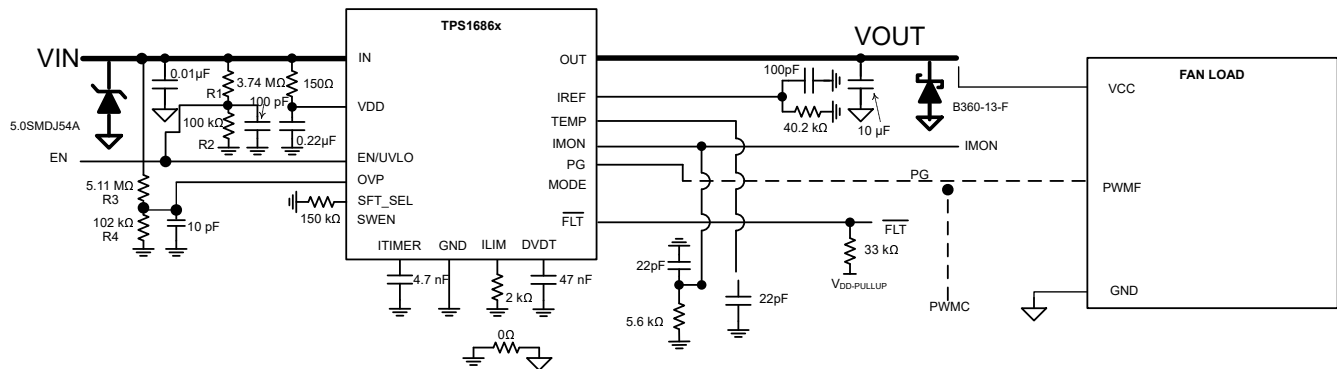 TPS1686x
VIN
VOUT
IN
OUT
FAN LOAD
0.01µF
3.74 MΩ
R1
150Ω
100pF
VCC
B360-13-F
VDD
IREF
100 pF
5.0SMDJ54A
100 kΩ
R2
0.22µF
TEMP
40.2 kΩ
10 µF
EN
EN/UVLO
IMON
IMON
PG
PG
OVP
MODE
PWMF
5.11 MΩ
R3
SFT_SEL
150 kΩ
SWEN
FLT
FLT
102 kΩ
R4
10 pF
33 kΩ
ITIMER
GND
ILIM
DVDT
22pF
4.7 nF
2 kΩ
47 nF
VDD-PULLUP
GND
22pF
PWMC
5.6 kΩ
0Ω